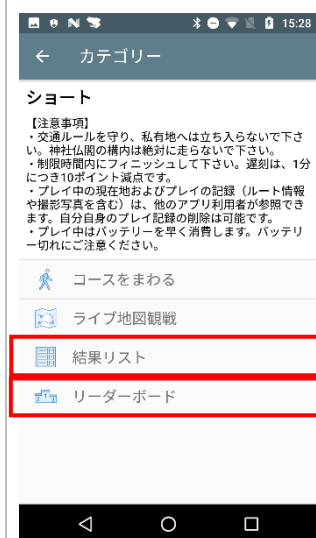 15:28
カテゴリー
ショート
【注意事項】
・交通ルールを守り、私有地へは立ち入らないで下さ
い。神社仏閣の構内は絶対に走らないで下さい。
・制限時間内にフィニッシュして下さい。遅刻は、1分
につき10ポイント減点です。
・プレイ中の現在地およびプレイの記録（ルート情報
や撮影写真を含む）は、他のアプリ利用者が参照でき
ます。自分自身のプレイ記録の削除は可能です。
・プレイ中はバッテリーを早く消費します。バッテリ
ー切れにご注意ください。
コースをまわる
ライブ地図観戦
結果リスト
リーダーボード